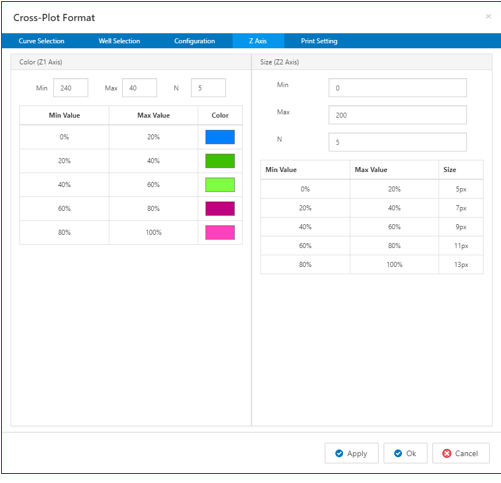 Cross-Plot Format ×
Curve Selection Well Selection Configuration Z Axis Print Setting
Color (Z1 Axis)
Min 240 Max 40 N 5
Min Value Max Value Color
0% 20%
20% 40%
40% 60%
60% 80%
80% 100%
Size (Z2 Axis)
Min 0
Max 200
N 5
Min Value Max Value Size
0% 20% 5px
20% 40% 7px
40% 60% 9px
60% 80% 11px
80% 100% 13px
Apply Ok Cancel